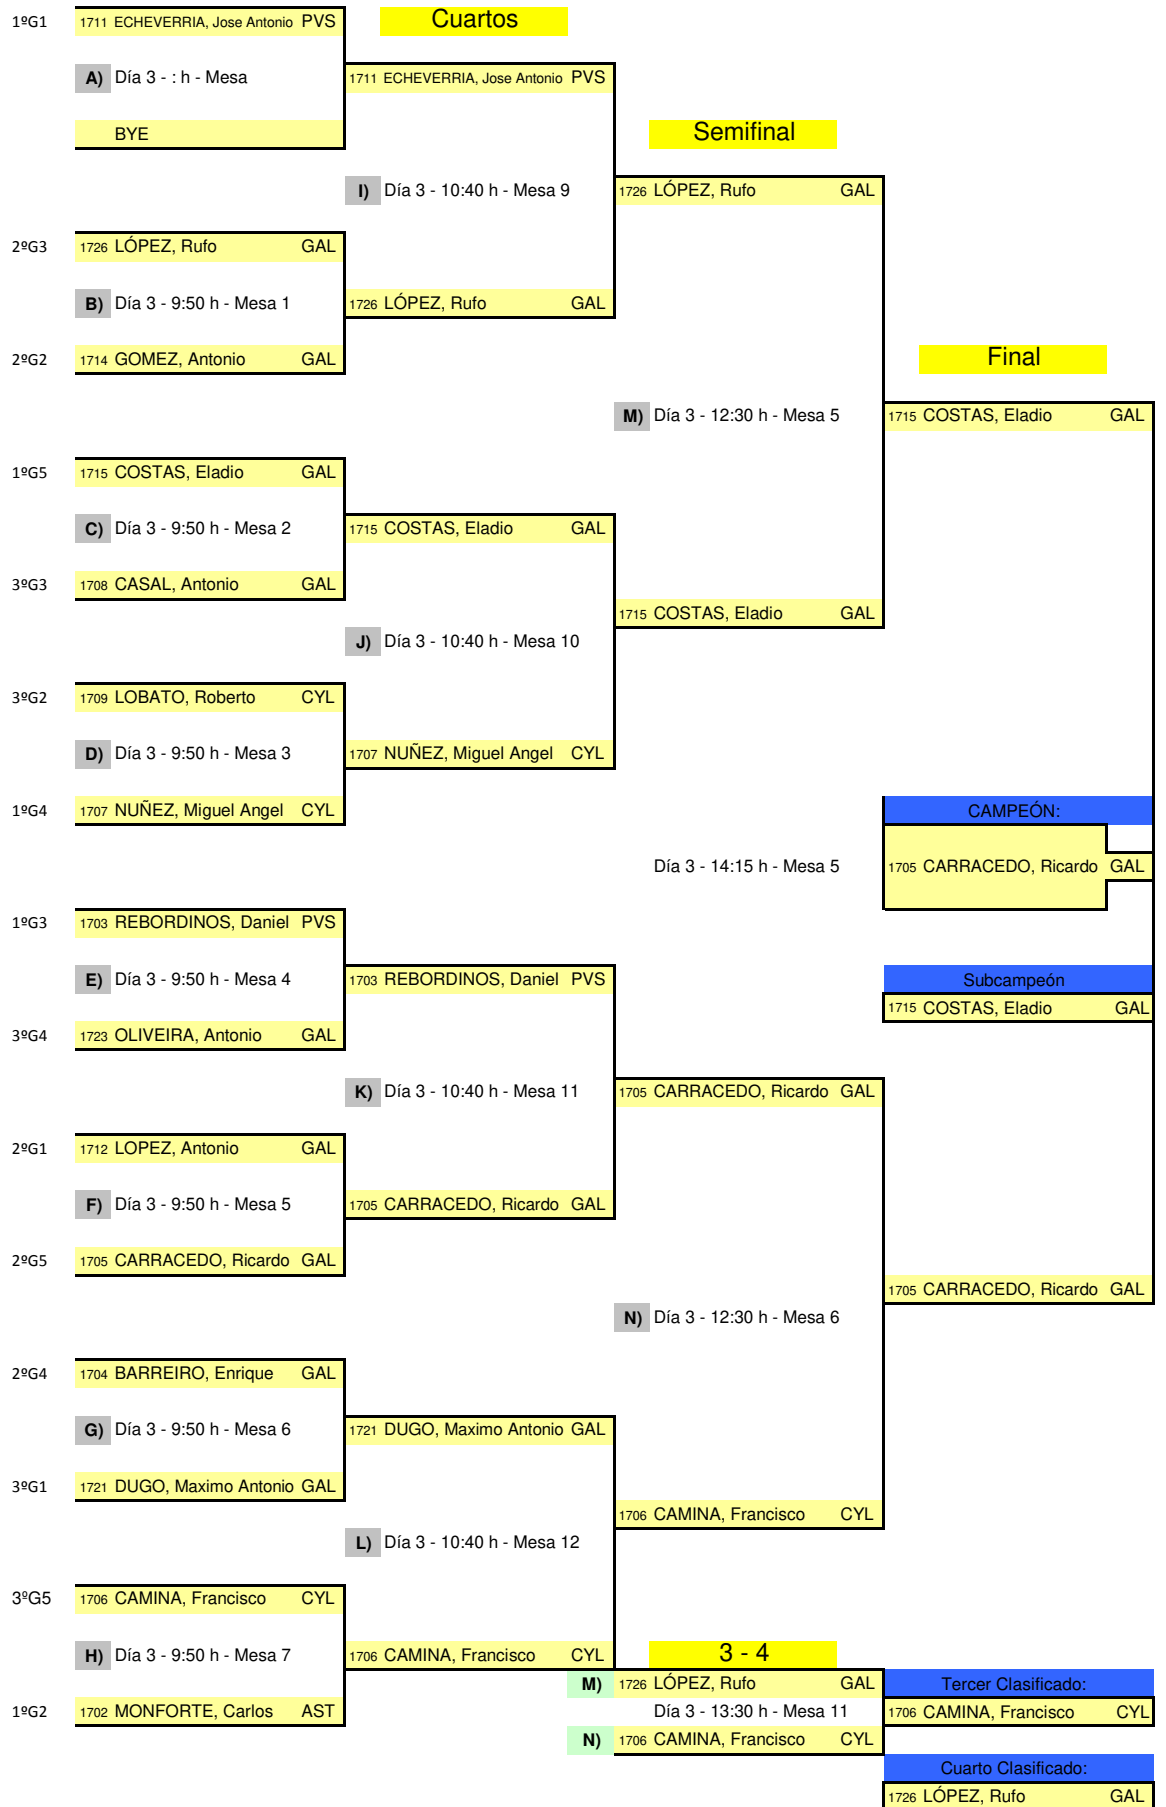 1ºG1 1711 ECHEVERRIA, Jose Antonio PVS Cuartos
A) Día 3 - : h - Mesa 1711 ECHEVERRIA, Jose Antonio PVS
BYE Semifinal
I) Día 3 - 10:40 h - Mesa 9 1726 LÓPEZ, Rufo GAL
2ºG3 1726 LÓPEZ, Rufo GAL
B) Día 3 - 9:50 h - Mesa 1 1726 LÓPEZ, Rufo GAL
2ºG2 1714 GOMEZ, Antonio GAL Final
M) Día 3 - 12:30 h - Mesa 5 1715 COSTAS, Eladio GAL
1ºG5 1715 COSTAS, Eladio GAL
C) Día 3 - 9:50 h - Mesa 2 1715 COSTAS, Eladio GAL
3ºG3 1708 CASAL, Antonio GAL
1715 COSTAS, Eladio GAL
J) Día 3 - 10:40 h - Mesa 10
3ºG2 1709 LOBATO, Roberto CYL
D) Día 3 - 9:50 h - Mesa 3 1707 NUÑEZ, Miguel Angel CYL
1ºG4 1707 NUÑEZ, Miguel Angel CYL CAMPEÓN:
Día 3 - 14:15 h - Mesa 5 1705 CARRACEDO, Ricardo GAL
1ºG3 1703 REBORDINOS, Daniel PVS
E) Día 3 - 9:50 h - Mesa 4 1703 REBORDINOS, Daniel PVS Subcampeón
1715 COSTAS, Eladio GAL
3ºG4 1723 OLIVEIRA, Antonio GAL
K) Día 3 - 10:40 h - Mesa 11 1705 CARRACEDO, Ricardo GAL
2ºG1 1712 LOPEZ, Antonio GAL
F) Día 3 - 9:50 h - Mesa 5 1705 CARRACEDO, Ricardo GAL
2ºG5 1705 CARRACEDO, Ricardo GAL
1705 CARRACEDO, Ricardo GAL
N) Día 3 - 12:30 h - Mesa 6
2ºG4 1704 BARREIRO, Enrique GAL
G) Día 3 - 9:50 h - Mesa 6 1721 DUGO, Maximo Antonio GAL
3ºG1 1721 DUGO, Maximo Antonio GAL
1706 CAMINA, Francisco CYL
L) Día 3 - 10:40 h - Mesa 12
3ºG5 1706 CAMINA, Francisco CYL
H) Día 3 - 9:50 h - Mesa 7 1706 CAMINA, Francisco CYL 3 - 4
M) 1726 LÓPEZ, Rufo GAL Tercer Clasificado:
1ºG2 1702 MONFORTE, Carlos AST Día 3 - 13:30 h - Mesa 11 1706 CAMINA, Francisco CYL
N) 1706 CAMINA, Francisco CYL
Cuarto Clasificado:
1726 LÓPEZ, Rufo GAL